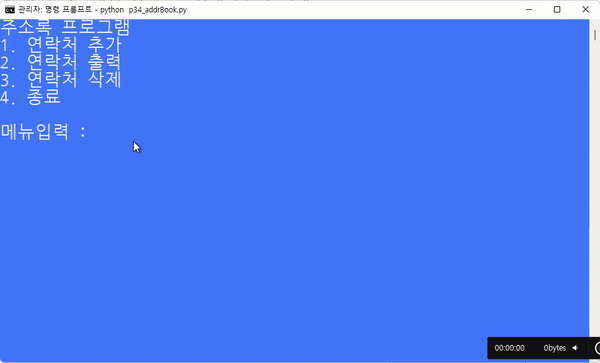 관리자: 명령 프롬프트 - python  p34_addrBook.py
주소록 프로그램
1. 연락처 추가
2. 연락처 출력
3. 연락처 삭제
4. 종료
메뉴입력 :
00:00:00 0bytes